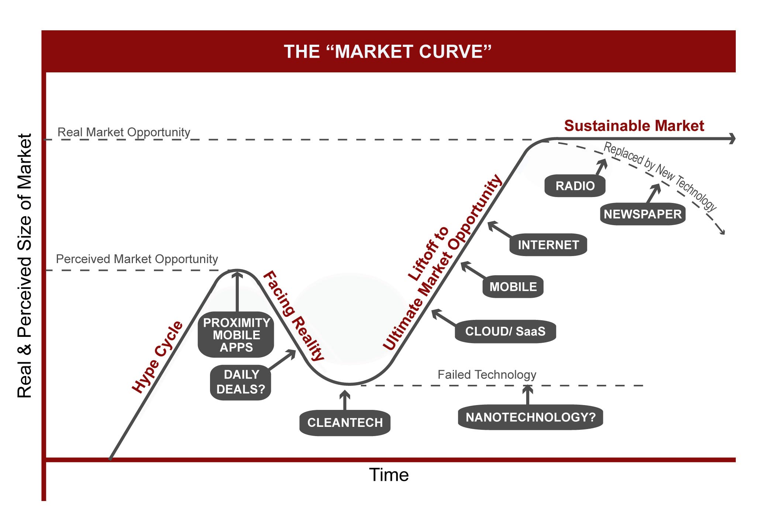 THE “MARKET CURVE”
Real & Perceived Size of Market
Real Market Opportunity
Sustainable Market
Replaced by New Technology
RADIO
NEWSPAPER
Liftoff to
Ultimate Market Opportunity
INTERNET
Perceived Market Opportunity
MOBILE
Facing Reality
Hype Cycle
PROXIMITY
MOBILE
APPS
CLOUD/ SaaS
DAILY
DEALS?
Failed Technology
CLEANTECH
NANOTECHNOLOGY?
Time